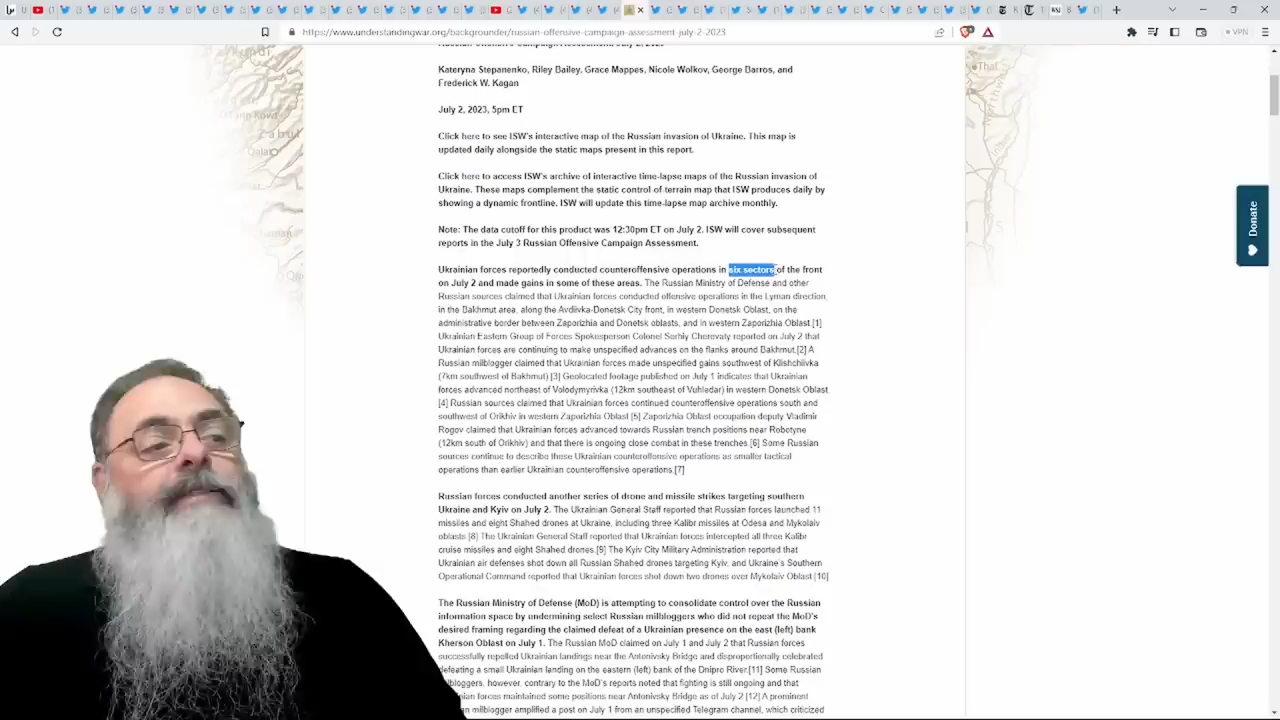 https://www.understandingwar.org/backgrounder/russian-offensive-campaign-assessment-july-2-2023
VPN
Russian Offensive Campaign Assessment, July 2, 2023
Kateryna Stepanenko, Riley Bailey, Grace Mappes, Nicole Wolkov, George Barros, and
Frederick W. Kagan
July 2, 2023, 5pm ET
Click here to see ISW's interactive map of the Russian invasion of Ukraine. This map is
updated daily alongside the static maps present in this report.
Click here to access ISW's archive of interactive time-lapse maps of the Russian invasion of
Ukraine. These maps complement the static control-of-terrain map that ISW produces daily by
showing a dynamic frontline. ISW will update this time-lapse map archive monthly.
Note: The data cutoff for this product was 12:30pm ET on July 2. ISW will cover subsequent
reports in the July 3 Russian Offensive Campaign Assessment.
Ukrainian forces reportedly conducted counteroffensive operations in six sectors of the front
on July 2 and made gains in some of these areas. The Russian Ministry of Defense and other
Russian sources claimed that Ukrainian forces conducted offensive operations in the Lyman direction,
in the Bakhmut area, along the Avdiivka-Donetsk City front, in western Donetsk Oblast, on the
administrative border between Zaporizhia and Donetsk oblasts, and in western Zaporizhia Oblast.[1]
Ukrainian Eastern Group of Forces Spokesperson Colonel Serhiy Cherevaty reported on July 2 that
Ukrainian forces are continuing to make unspecified advances on the flanks around Bakhmut.[2] A
Russian milblogger claimed that Ukrainian forces made unspecified gains southwest of Klishchiivka
(7km southwest of Bakhmut).[3] Geolocated footage published on July 1 indicates that Ukrainian
forces advanced northeast of Volodymyrivka (12km southeast of Vuhledar) in western Donetsk Oblast.
[4] Russian sources claimed that Ukrainian forces continued counteroffensive operations south and
southwest of Orikhiv in western Zaporizhia Oblast.[5] Zaporizhia Oblast occupation deputy Vladimir
Rogov claimed that Ukrainian forces advanced towards Russian trench positions near Robotyne
(12km south of Orikhiv) and that there is ongoing close combat in these trenches.[6] Some Russian
sources continue to describe these Ukrainian counteroffensive operations as smaller tactical
operations than earlier Ukrainian counteroffensive operations.[7]
Russian forces conducted another series of drone and missile strikes targeting southern
Ukraine and Kyiv on July 2. The Ukrainian General Staff reported that Russian forces launched 11
missiles and eight Shahed drones at Ukraine, including three Kalibr missiles at Odesa and Mykolaiv
oblasts.[8] The Ukrainian General Staff reported that Ukrainian forces intercepted all three Kalibr
cruise missiles and eight Shahed drones.[9] The Kyiv City Military Administration reported that
Ukrainian air defenses shot down all Russian Shahed drones targeting Kyiv, and Ukraine's Southern
Operational Command reported that Ukrainian forces shot down two drones over Mykolaiv Oblast.[10]
The Russian Ministry of Defense (MoD) is attempting to consolidate control over the Russian
information space by undermining select Russian milbloggers who did not repeat the MoD's
desired framing regarding the claimed defeat of a Ukrainian presence on the east (left) bank
Kherson Oblast on July 1. The Russian MoD claimed on July 1 and July 2 that Russian forces
successfully repelled Ukrainian landings near the Antonivsky Bridge and disproportionally celebrated
defeating a small Ukrainian landing on the eastern (left) bank of the Dnipro River.[11] Some Russian
bloggers, however, contrary to the MoD's reports noted that fighting is still ongoing and that
forces maintained some positions near Antonivsky Bridge as of July 2.[12] A prominent
milblogger amplified a post on July 1 from an unspecified Telegram channel, which criticized
Donate